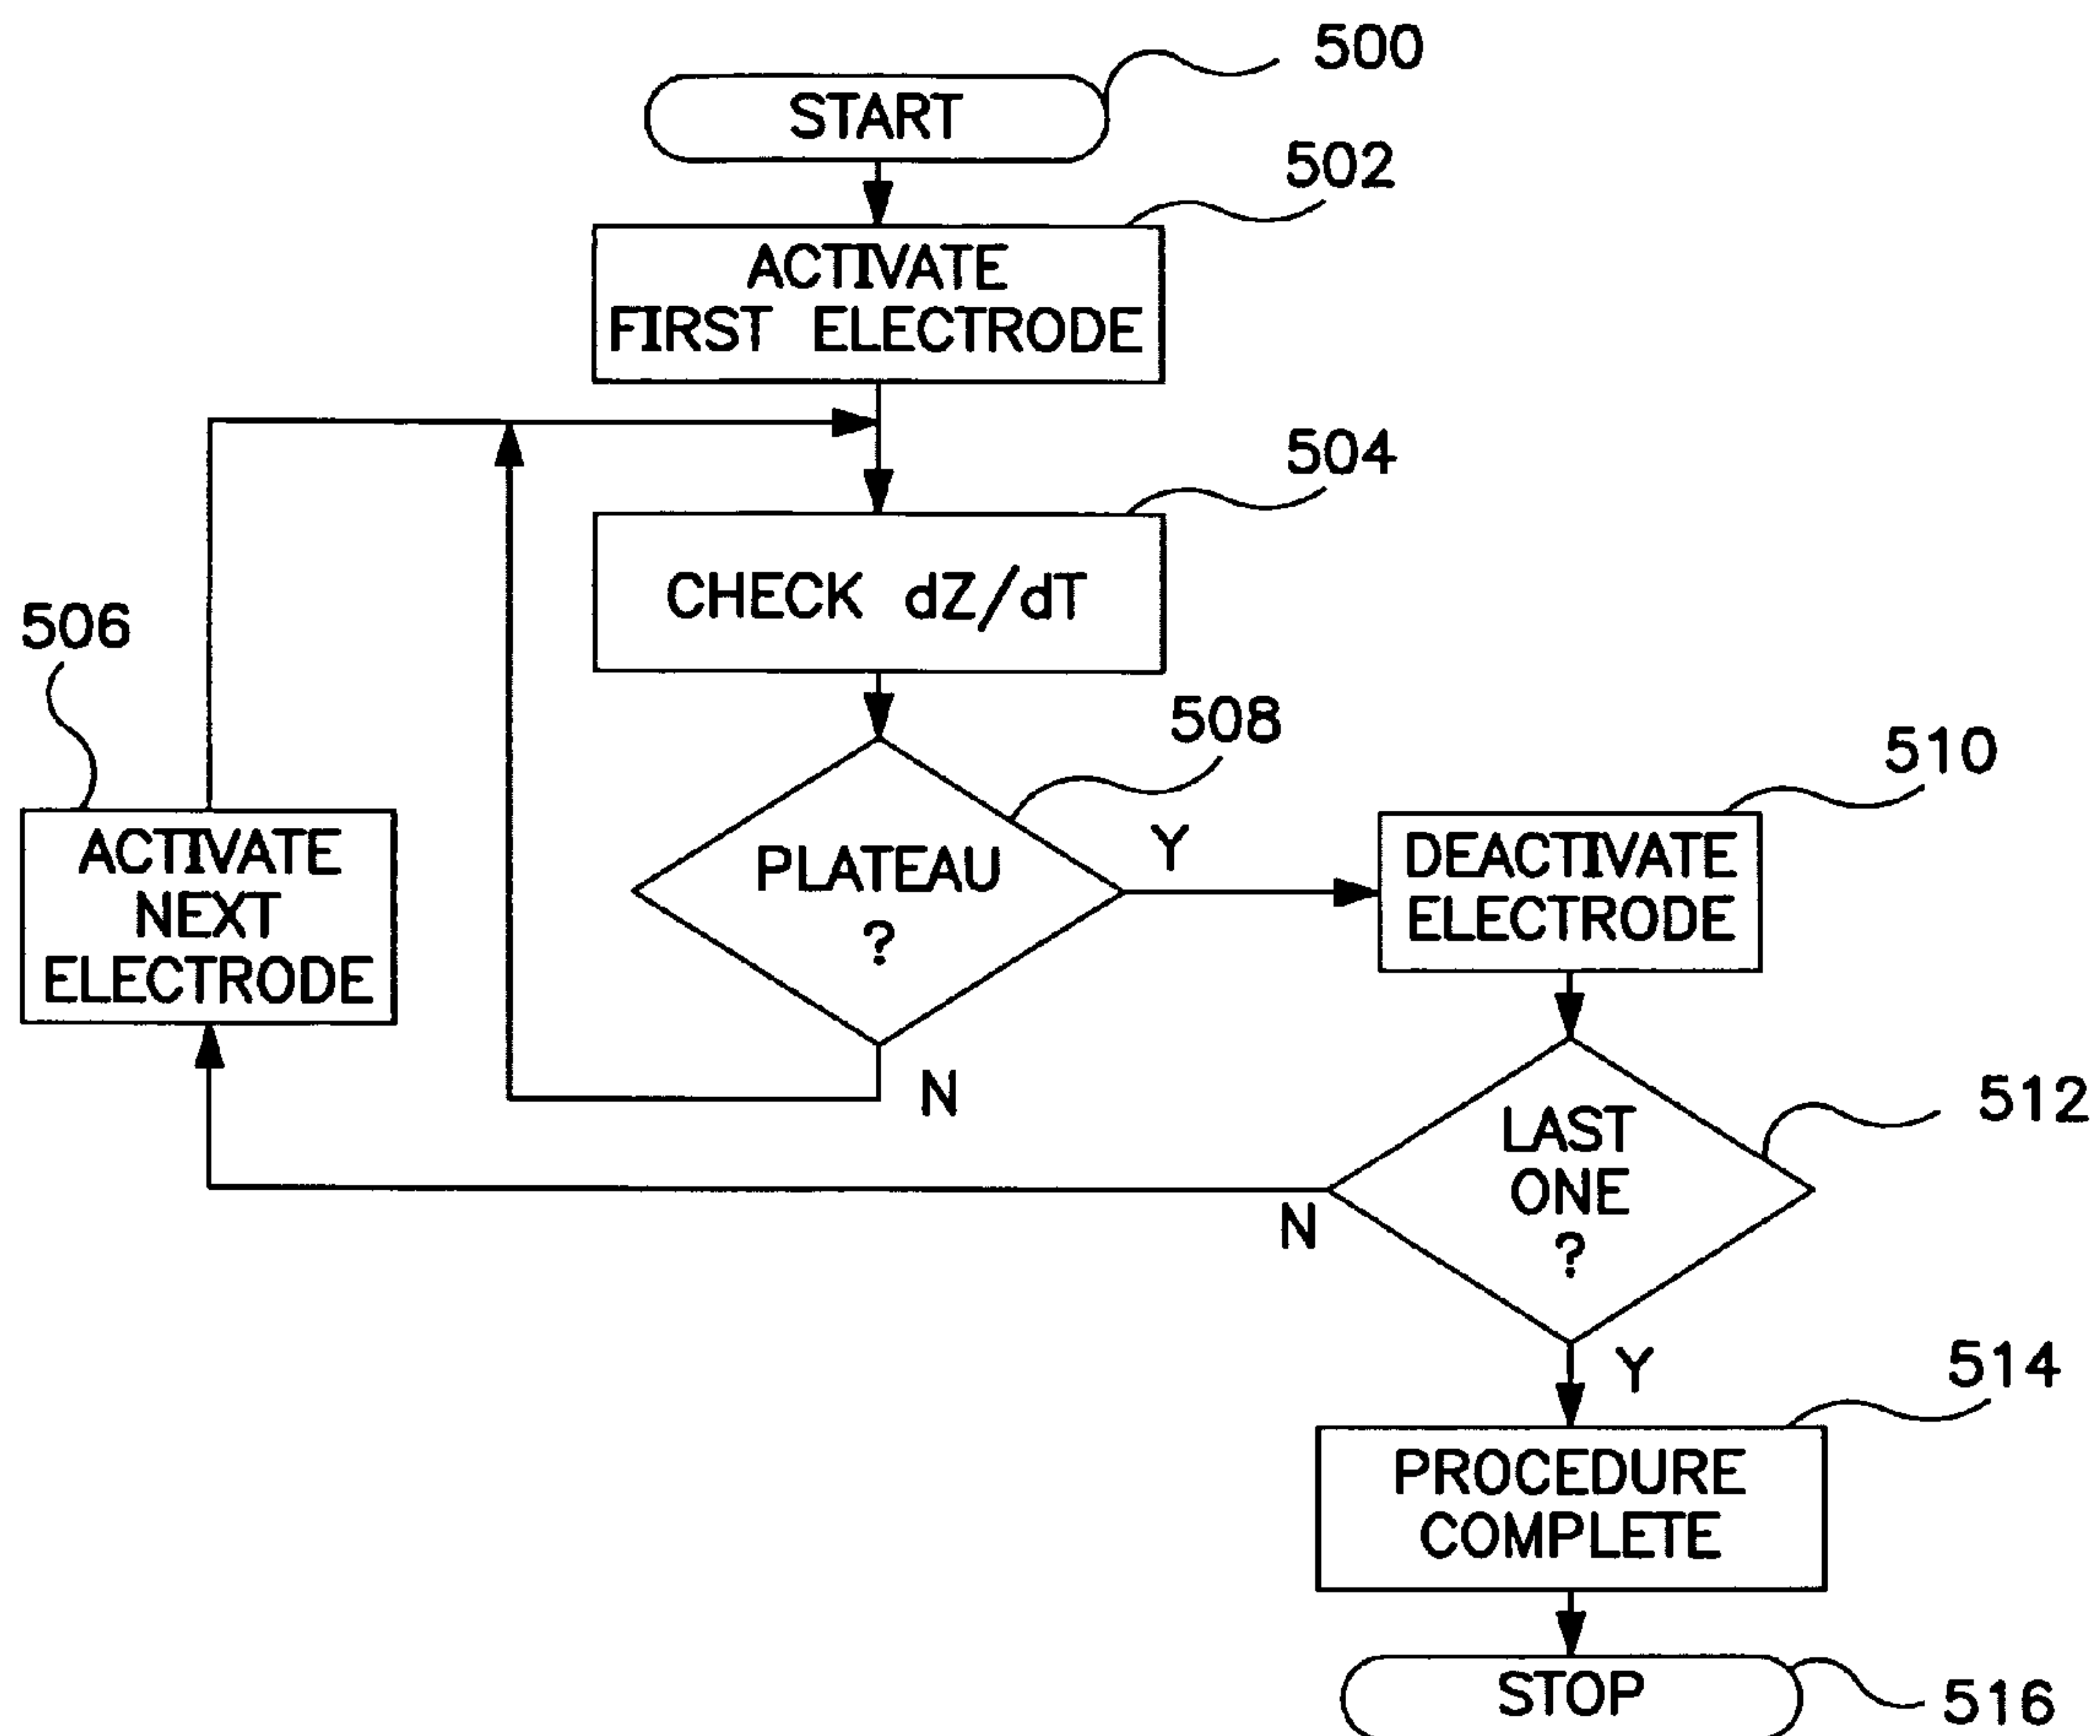 500
START
502
ACTIVATE
FIRST ELECTRODE
504
CHECK dZ/dT
506
508
510
ACTIVATE
NEXT
ELECTRODE
PLATEAU
?
Y
DEACTIVATE
ELECTRODE
N
512
LAST
ONE
?
N
Y
514
PROCEDURE
COMPLETE
STOP
516